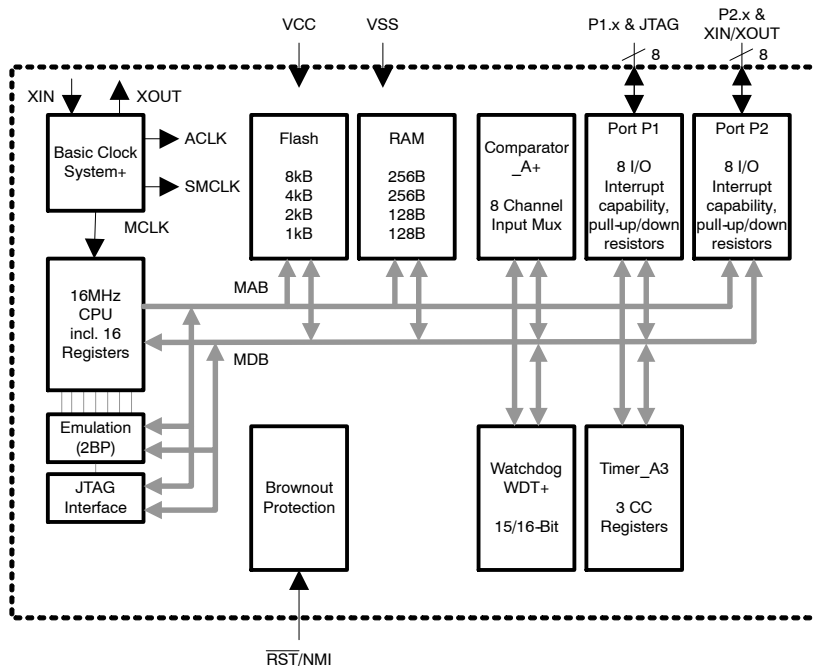 VCC
VSS
P1.x & JTAG
8
P2.x &
XIN/XOUT
8
XIN
XOUT
Basic Clock
System+
ACLK
SMCLK
MCLK
Flash
8kB
4kB
2kB
1kB
RAM
256B
256B
128B
128B
Comparator
_A+
8 Channel
Input Mux
Port P1
8 I/O
Interrupt
capability,
pull-up/down
resistors
Port P2
8 I/O
Interrupt
capability,
pull-up/down
resistors
16MHz
CPU
incl. 16
Registers
MAB
MDB
Emulation
(2BP)
JTAG
Interface
Brownout
Protection
Watchdog
WDT+
15/16-Bit
Timer_A3
3 CC
Registers
RST/NMI